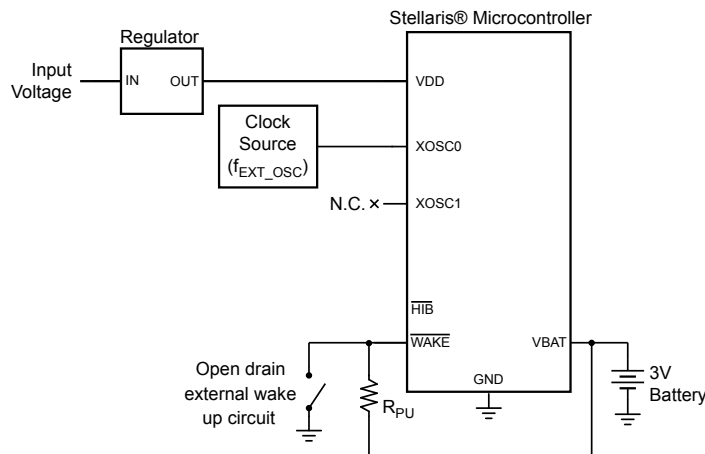 Stellaris® Microcontroller
Regulator
Input
Voltage
IN
OUT
VDD
Clock
Source
(fEXT_OSC)
XOSC0
N.C.
XOSC1
HIB
WAKE
VBAT
Open drain
external wake
up circuit
RPU
GND
3V
Battery